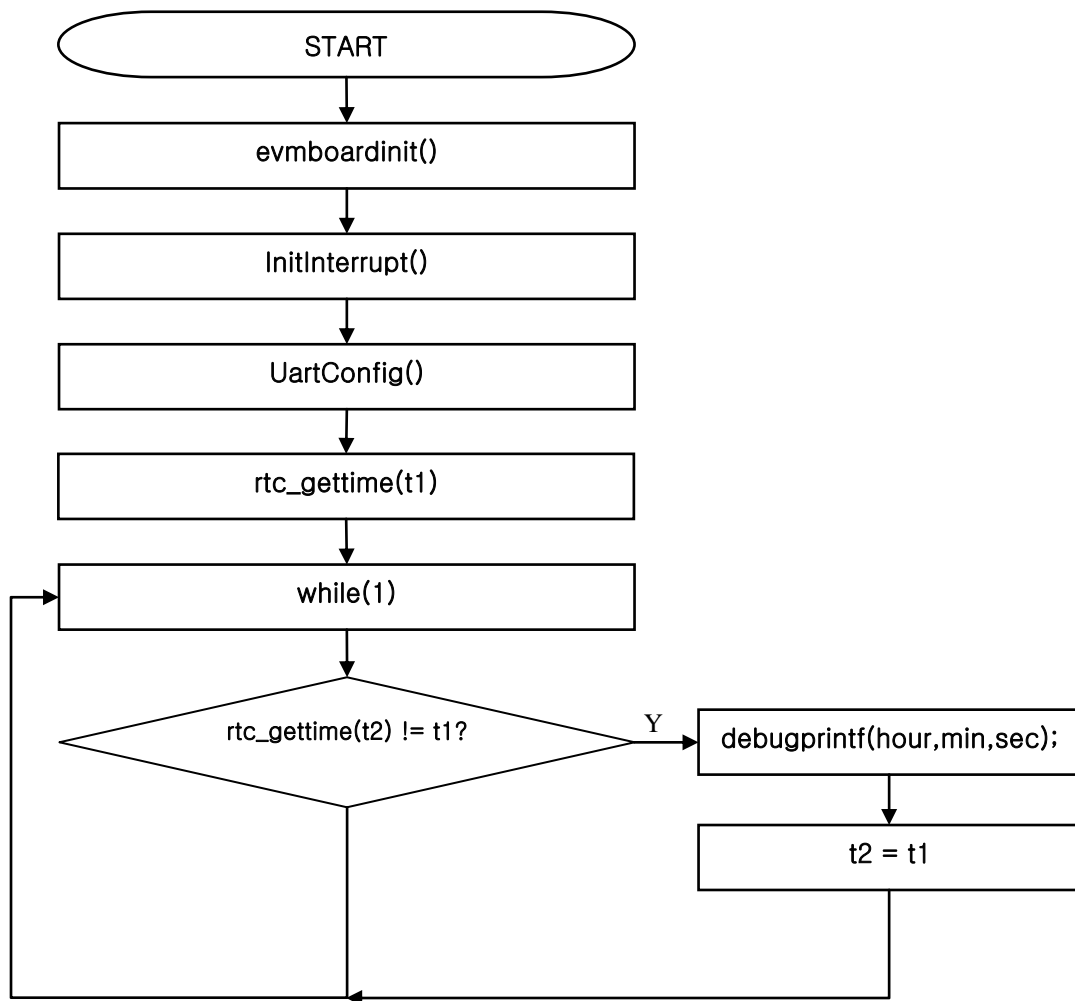 START
evmboardinit()
InitInterrupt()
UartConfig()
rtc_gettime(t1)
while(1)
rtc_gettime(t2) != t1?
Y
debugprintf(hour,min,sec);
t2 = t1